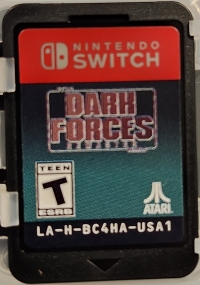 NINTENDO
SWITCH
DARK
FORCES
TEEN
T
ESRB
ATARI
LA-H-BC4HA-USA1